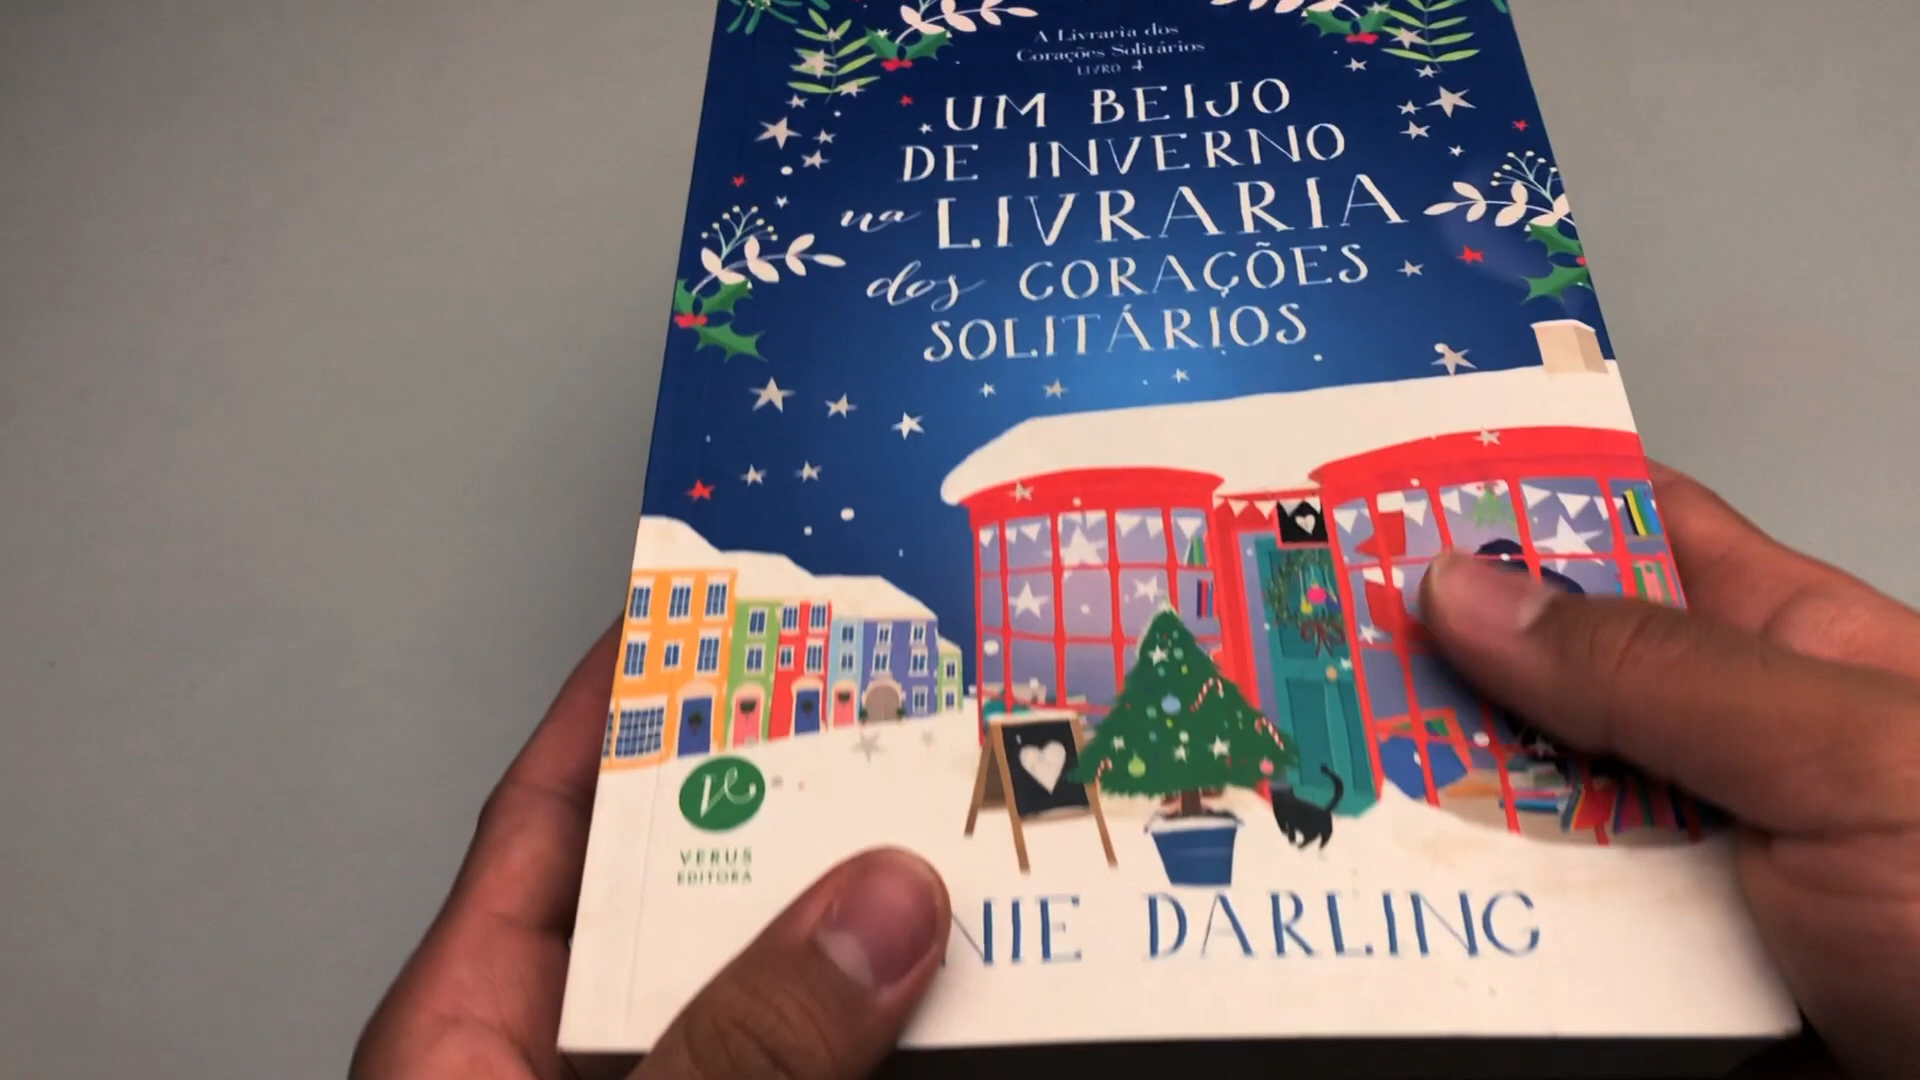 A Livraria dos
Corações Solitários
LIVRO 4
UM BEIJO
DE INVERNO
na LIVRARIA
dos CORAÇÕES
SOLITÁRIOS
VERUS
EDITORA
NIE DARLING